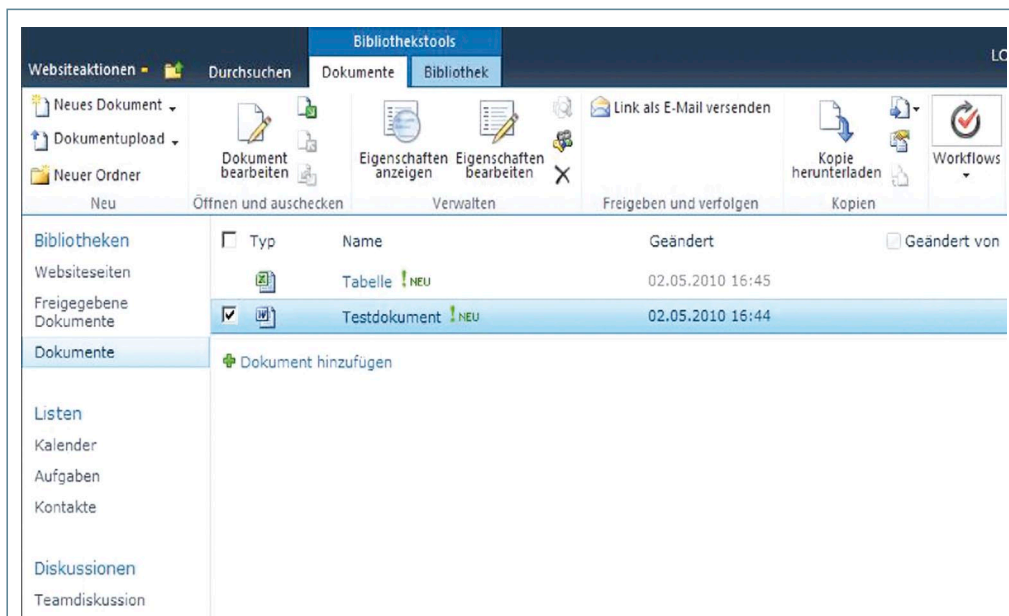 Bibliothekstools
LO
Websiteaktionen Durchsuchen Dokumente Bibliothek
Neues Dokument
Dokumentupload
Neuer Ordner
Neu
Dokument
bearbeiten
Öffnen und auschecken
Eigenschaften
anzeigen
Eigenschaften
bearbeiten
Verwalten
Link als E-Mail versenden
Freigeben und verfolgen
Kopie
herunterladen
Kopien
Workflows
Bibliotheken
Websiteseiten
Freigegebene
Dokumente
Dokumente
Listen
Kalender
Aufgaben
Kontakte
Diskussionen
Teamdiskussion
Typ Name Geändert Geändert von
Tabelle ! NEU 02.05.2010 16:45
Testdokument ! NEU 02.05.2010 16:44
Dokument hinzufügen